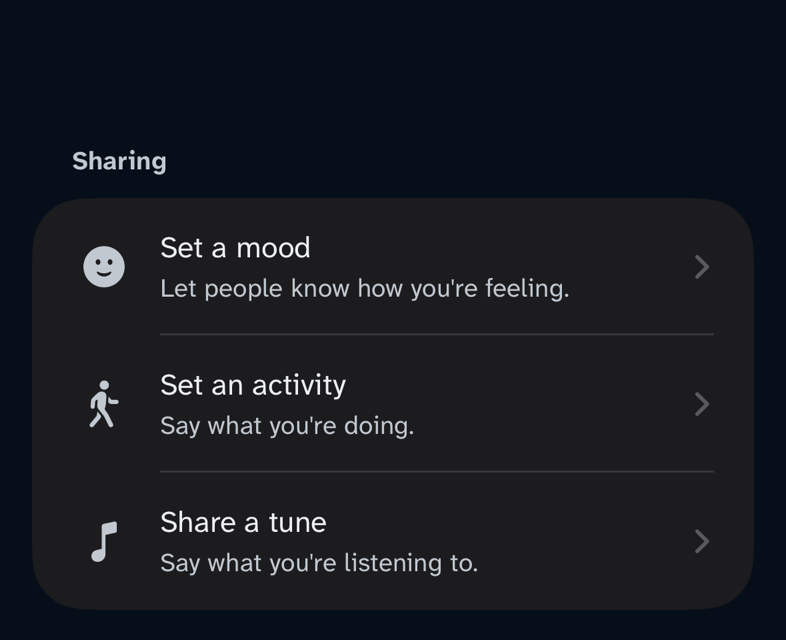 Sharing
Set a mood
Let people know how you're feeling.
Set an activity
Say what you're doing.
Share a tune
Say what you're listening to.